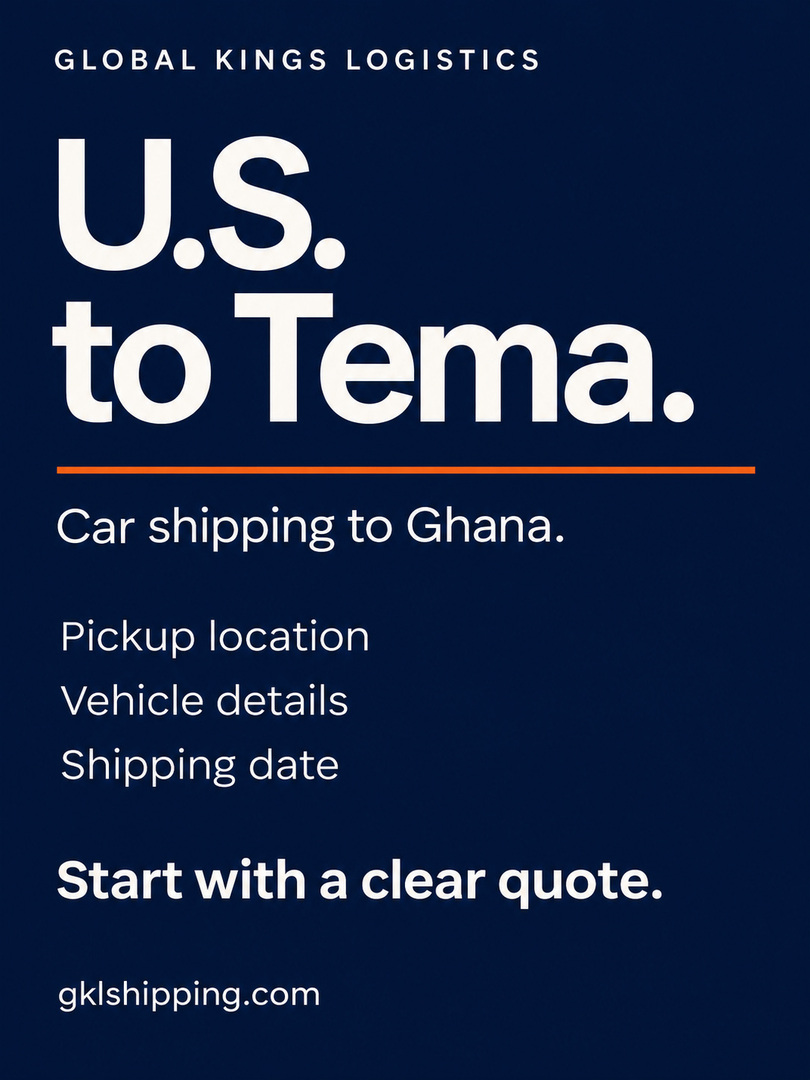 GLOBAL KINGS LOGISTICS
U.S.
to Tema.
Car shipping to Ghana.
Pickup location
Vehicle details
Shipping date
Start with a clear quote.
gklshipping.com